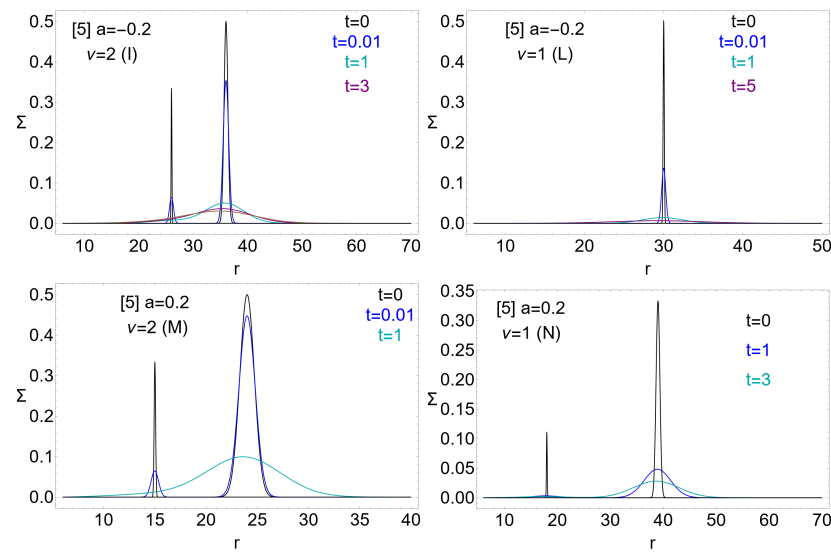 [5] a=−0.2
ν=2 (I)
t=0
t=0.01
t=1
t=3
0.5
0.4
0.3
0.2
0.1
0.0
Σ
10 20 30 40 50 60 70
r
[5] a=−0.2
ν=1 (L)
t=0
t=0.01
t=1
t=5
0.5
0.4
0.3
0.2
0.1
0.0
Σ
10 20 30 40 50
r
[5] a=0.2
ν=2 (M)
t=0
t=0.01
t=1
0.5
0.4
0.3
0.2
0.1
0.0
Σ
10 15 20 25 30 35 40
r
[5] a=0.2
ν=1 (N)
t=0
t=1
t=3
0.35
0.30
0.25
0.20
0.15
0.10
0.05
0.00
Σ
10 20 30 40 50 60 70
r